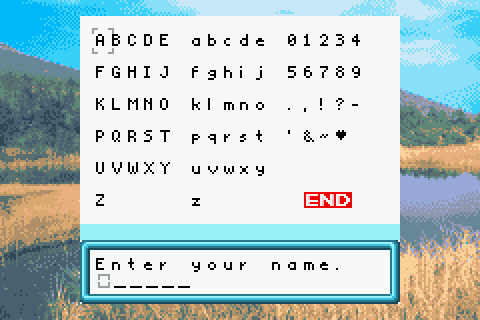 ABCDE abcde 01234
FGHIJ fghij 56789
KLMNO klmno .,!?-
PQRST pqrst '&~♥
UVWXY uvwxy
Z z END
Enter your name.